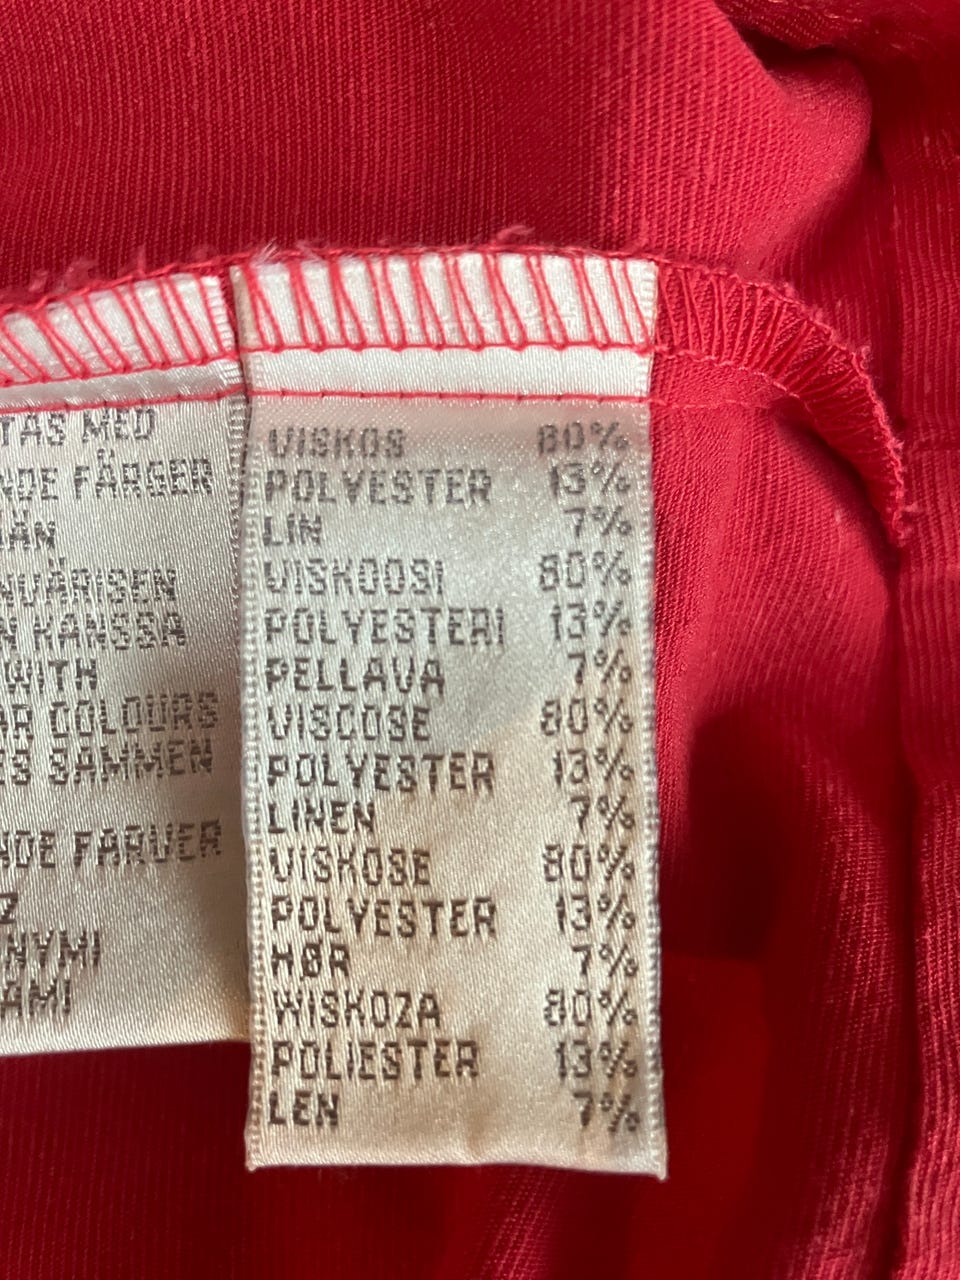 TAS MED
NDE FÄRGER
ÄN
NVÄRISEN
N KANSSA
WITH
AR COLOURS
ES SAMMEN
NDE FARVER
R
NYMI
AMI
VISKOS 80%
POLYESTER 13%
LIN 7%
VISKOOSI 80%
POLYESTERI 13%
PELLAVA 7%
VISCOSE 80%
POLYESTER 13%
LINEN 7%
VISKOSE 80%
POLYESTER 13%
HØR 7%
WISKOZA 80%
POLIESTER 13%
LEN 7%